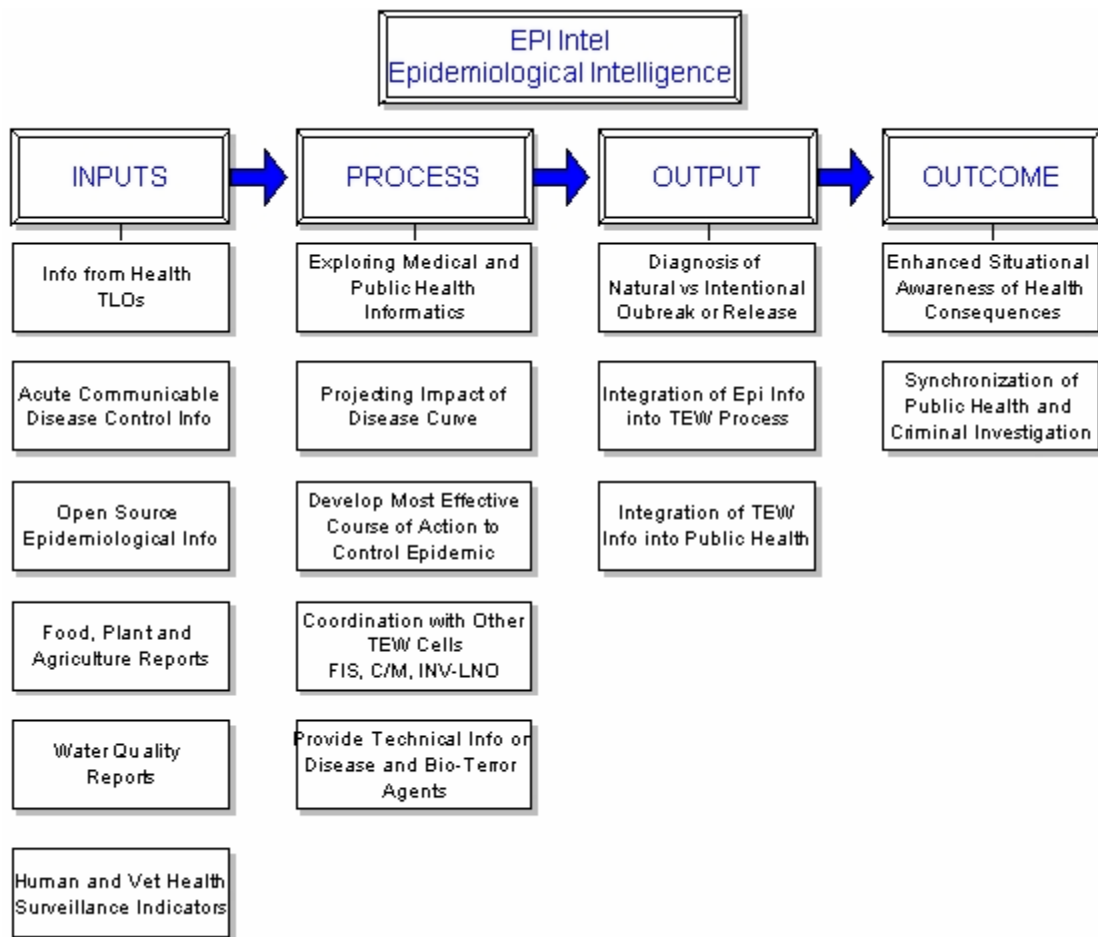 EPI Intel
Epidemiological Intelligence
INPUTS
PROCESS
OUTPUT
OUTCOME
Info from Health
TLOs
Acute Communicable
Disease Control Info
Open Source
Epidemiological Info
Food, Plant and
Agriculture Reports
Water Quality
Reports
Human and Vet Health
Surveillance Indicators
Exploring Medical and
Public Health
Informatics
Projecting Impact of
Disease Curve
Develop Most Effective
Course of Action to
Control Epidemic
Coordination with Other
TEW Cells
FIS, C/M, INV-LNO
Provide Technical Info or
Disease and Bio-Terror
Agents
Diagnosis of
Natural vs Intentional
Outbreak or Release
Integration of Epi Info
into TEW Process
Integration of TEW
Info into Public Health
Enhanced Situational
Awareness of Health
Consequences
Synchronization of
Public Health and
Criminal Investigation